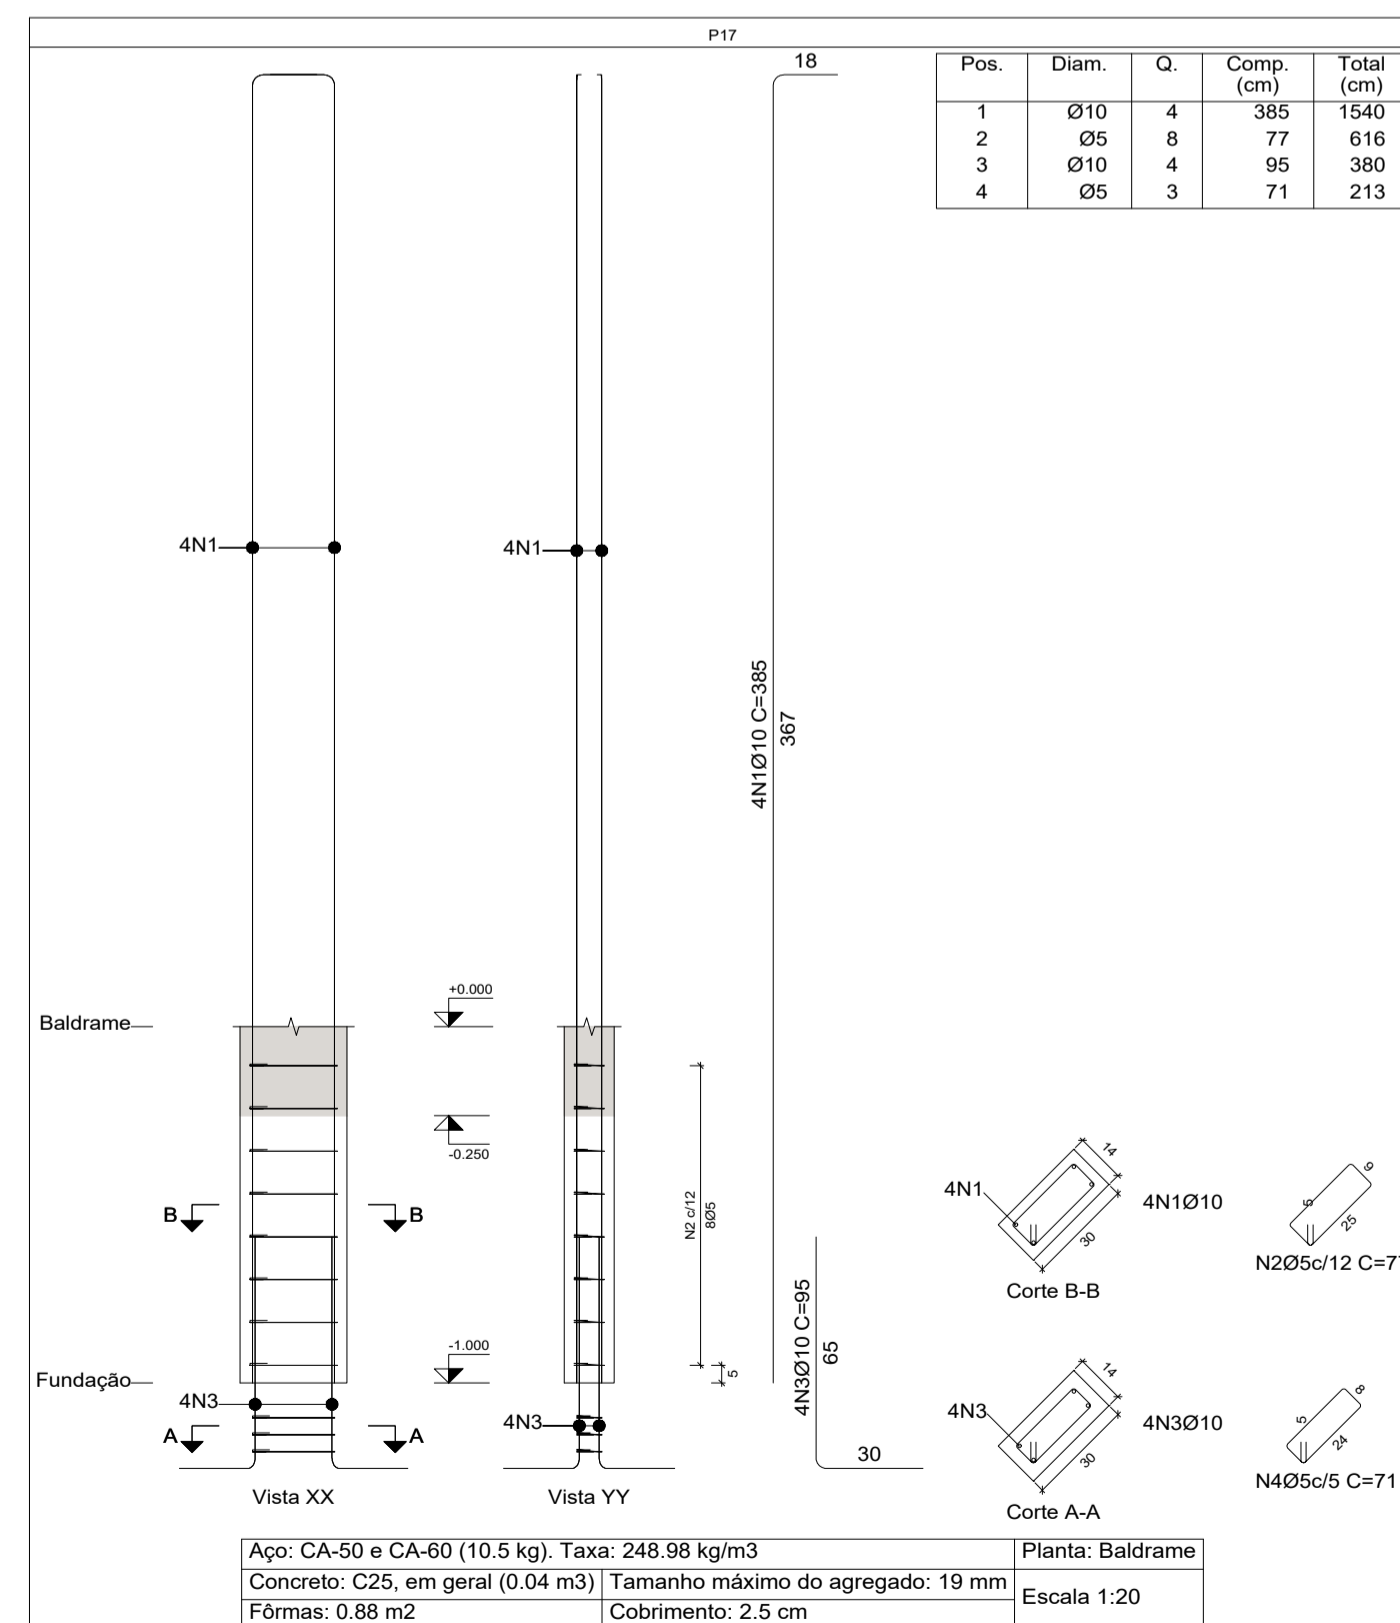 P17
Pos. Diam. Q. Comp. (cm) Total (cm)
1 Ø10 4 385 1540
2 Ø5 8 77 616
3 Ø10 4 95 380
4 Ø5 3 71 213
18
4N1
4N1
4N1Ø10 C=385
367
+0.000
Baldrame
-0.250
B B
N2 c/12
8Ø5
-1.000
5
Fundação
4N3
4N3
A A
Vista XX
Vista YY
4N3Ø10 C=95
65
30
4N1
14
30
4N1Ø10
Corte B-B
9
5
25
N2Ø5c/12 C=7
4N3
14
30
4N3Ø10
Corte A-A
8
5
24
N4Ø5c/5 C=71
Aço: CA-50 e CA-60 (10.5 kg). Taxa: 248.98 kg/m3
Planta: Baldrame
Concreto: C25, em geral (0.04 m3)
Tamanho máximo do agregado: 19 mm
Escala 1:20
Fôrmas: 0.88 m2
Cobrimento: 2.5 cm